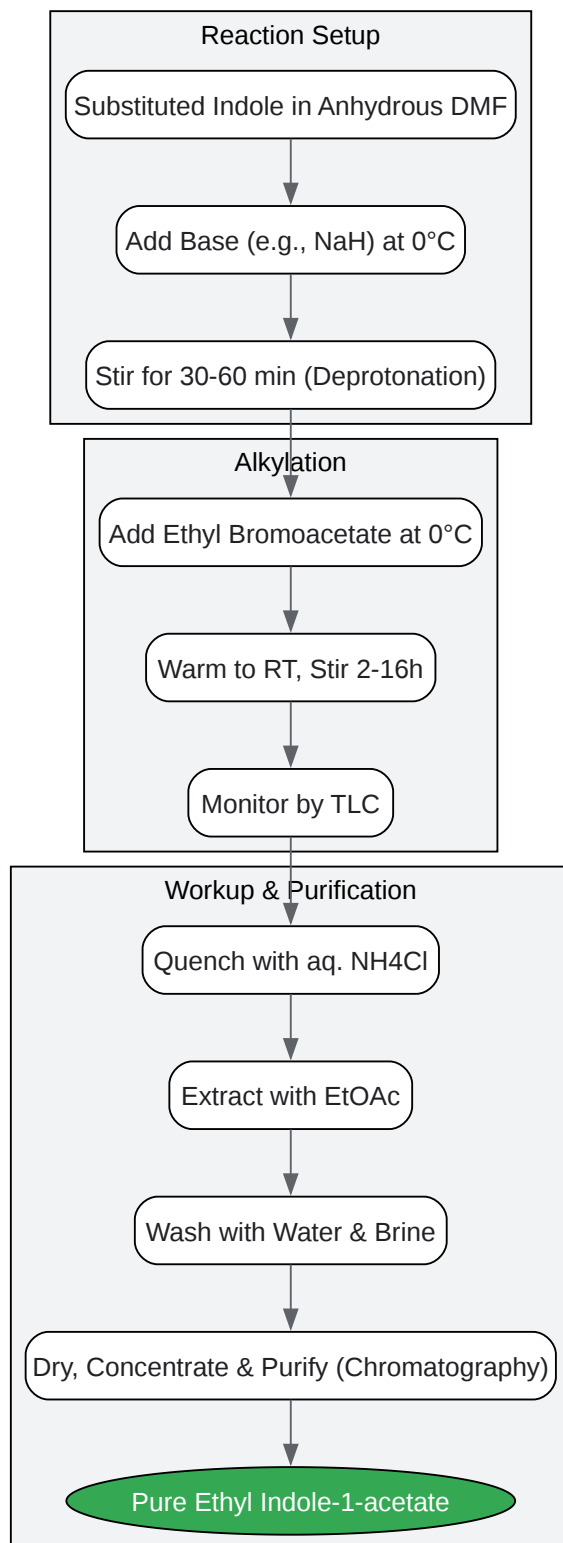 Reaction Setup
Substituted Indole in Anhydrous DMF
Add Base (e.g., NaH) at 0°C
Stir for 30-60 min (Deprotonation)
Alkylation
Add Ethyl Bromoacetate at 0°C
Warm to RT, Stir 2-16h
Monitor by TLC
Workup & Purification
Quench with aq. NH4Cl
Extract with EtOAc
Wash with Water & Brine
Dry, Concentrate & Purify (Chromatography)
Pure Ethyl Indole-1-acetate